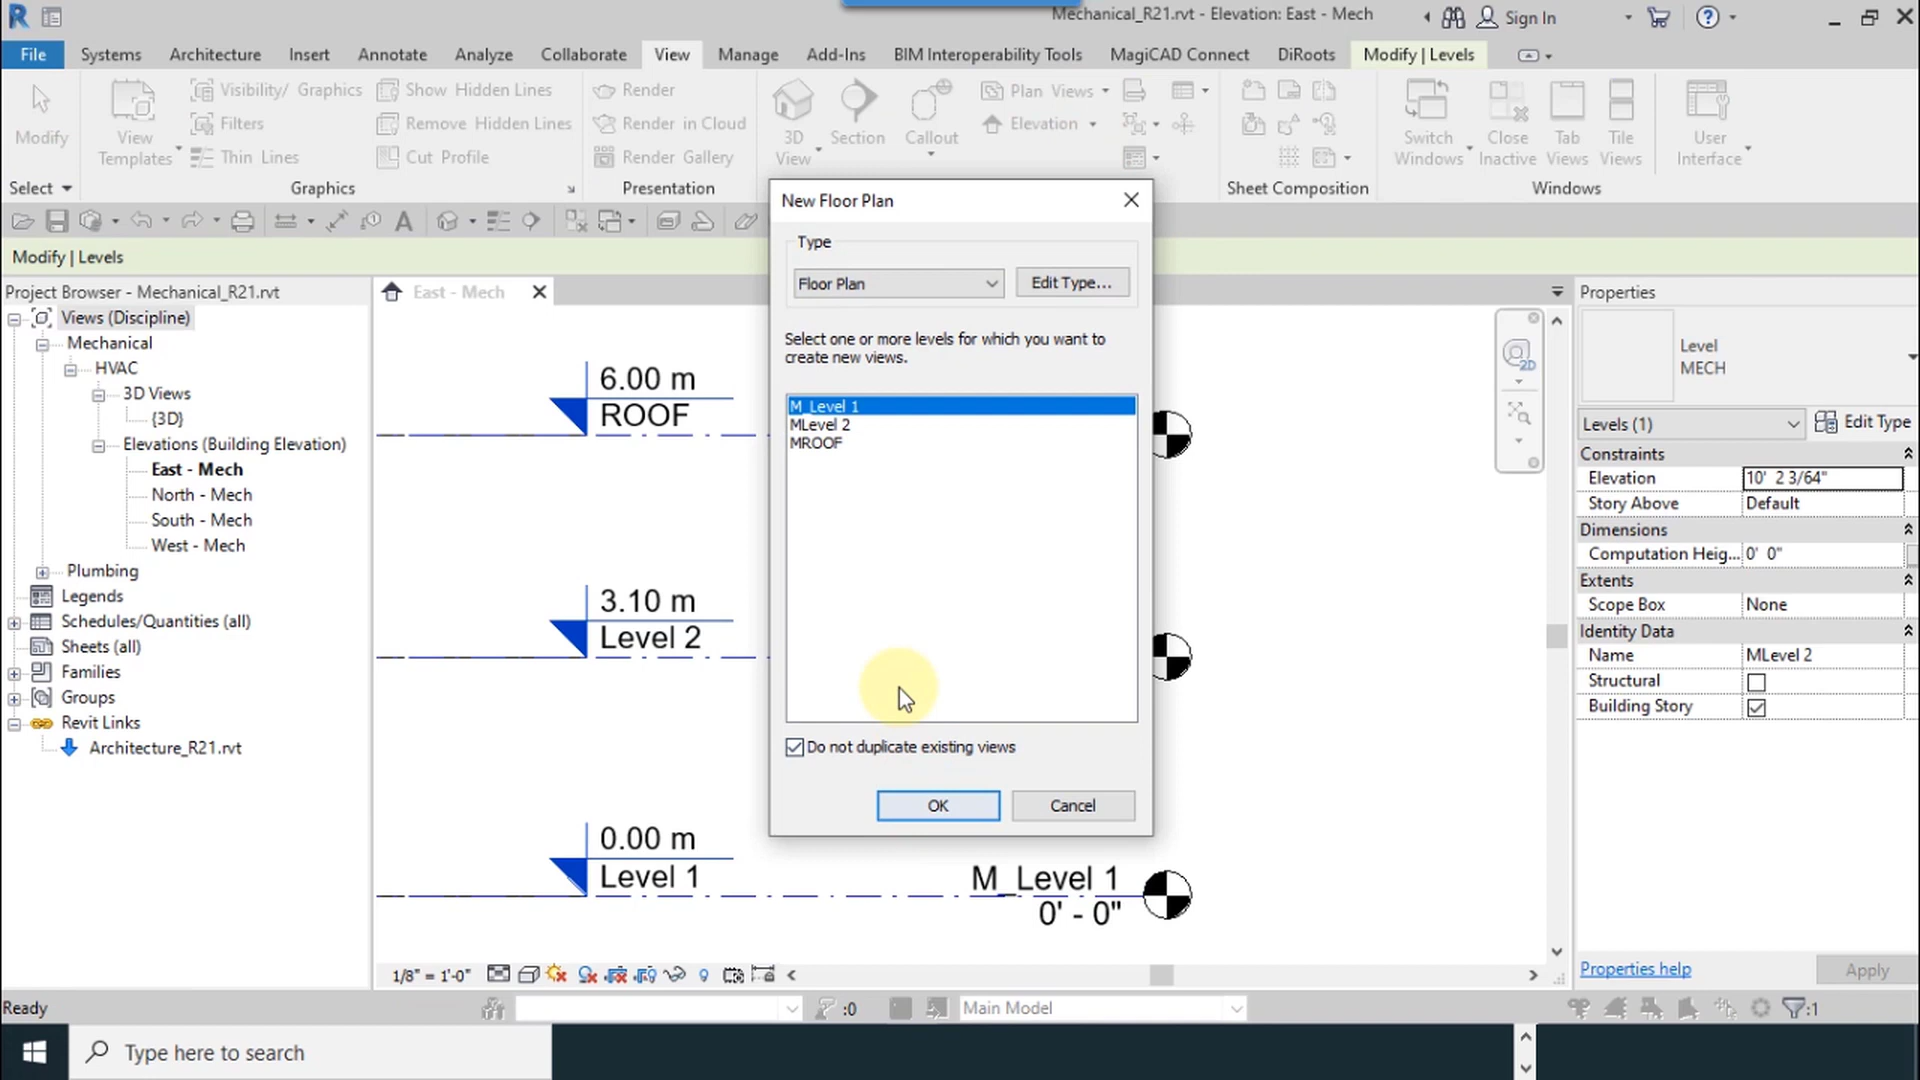 Mechanical_R21.rvt - Elevation: East - Mech
Sign In
File
Systems
Architecture
Insert
Annotate
Analyze
Collaborate
View
Manage
Add-Ins
BIM Interoperability Tools
MagiCAD Connect
DiRoots
Modify | Levels
Modify
View
Templates
Visibility/ Graphics
Filters
Thin Lines
Show Hidden Lines
Remove Hidden Lines
Cut Profile
Render
Render in Cloud
Render Gallery
3D
View
Section
Callout
Plan Views
Elevation
Switch
Windows
Close
Inactive
Tab
Views
Tile
Views
User
Interface
Select
Graphics
Presentation
Sheet Composition
Windows
Modify | Levels
Project Browser - Mechanical_R21.rvt
Views (Discipline)
Mechanical
HVAC
3D Views
{3D}
Elevations (Building Elevation)
East - Mech
North - Mech
South - Mech
West - Mech
Plumbing
Legends
Schedules/Quantities (all)
Sheets (all)
Families
Groups
Revit Links
Architecture_R21.rvt
East - Mech
6.00 m
ROOF
3.10 m
Level 2
0.00 m
Level 1
M_Level 1
0' - 0"
New Floor Plan
Type
Floor Plan
Edit Type...
Select one or more levels for which you want to
create new views.
M_Level 1
MLevel 2
MROOF
Do not duplicate existing views
OK
Cancel
2D
Properties
Level
MECH
Levels (1)
Edit Type
Constraints
Elevation
10' 2 3/64"
Story Above
Default
Dimensions
Computation Heig...
0' 0"
Extents
Scope Box
None
Identity Data
Name
MLevel 2
Structural
Building Story
Properties help
Apply
1/8" = 1'-0"
Ready
:0
Main Model
:1
Type here to search